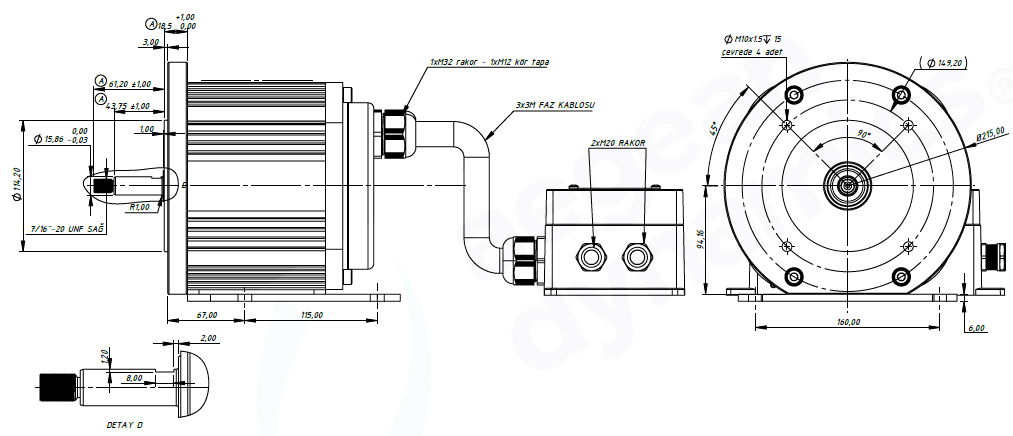 +1,00
A 18,5 0,00
3,00
A 61,20 ±1,00
A 43,75 ±1,00
0,00
Ø 15,86 -0,03
1,00
Ø 114,20
R1,00
7/16"-20 UNF SAĞ
67,00
115,00
1xM32 rakor - 1xM12 kör tapa
3x3M FAZ KABLOSU
2xM20 RAKOR
Ø M10x1.5 ↧ 15
çevrede 4 adet
( Ø 149,20)
45°
90°
Ø215,00
94,16
160,00
6,00
2,00
1,20
8,00
DETAY D